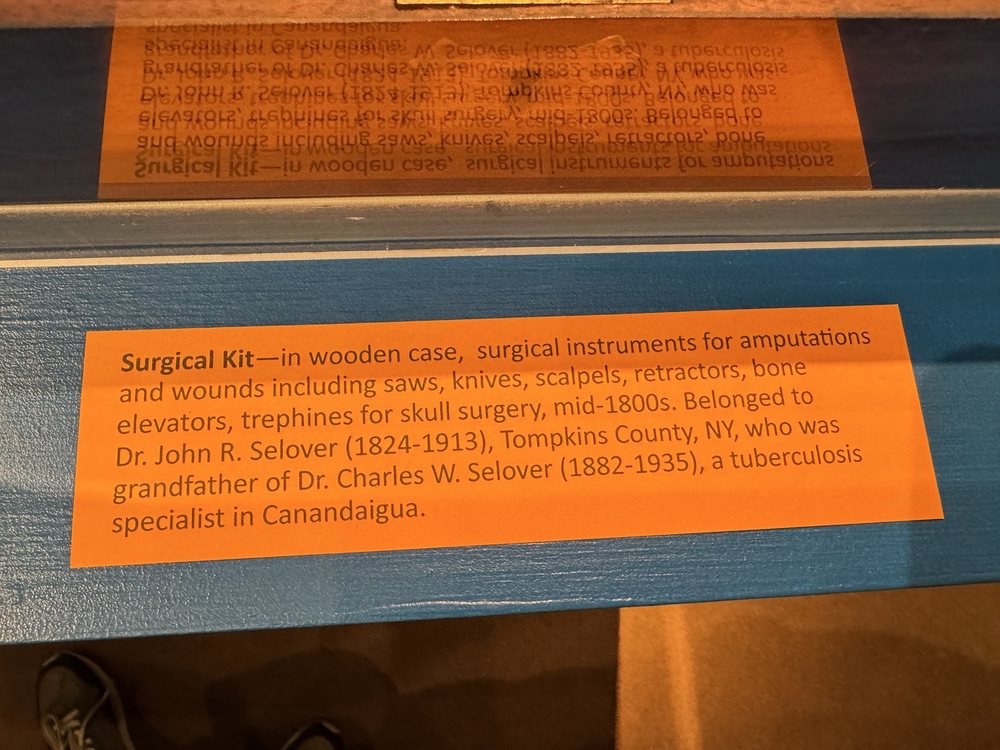 Surgical Kit—in wooden case,  surgical instruments for amputations
and wounds including saws, knives, scalpels, retractors, bone
elevators, trephines for skull surgery, mid-1800s. Belonged to
Dr. John R. Selover (1824-1913), Tompkins County, NY, who was
grandfather of Dr. Charles W. Selover (1882-1935), a tuberculosis
specialist in Canandaigua.